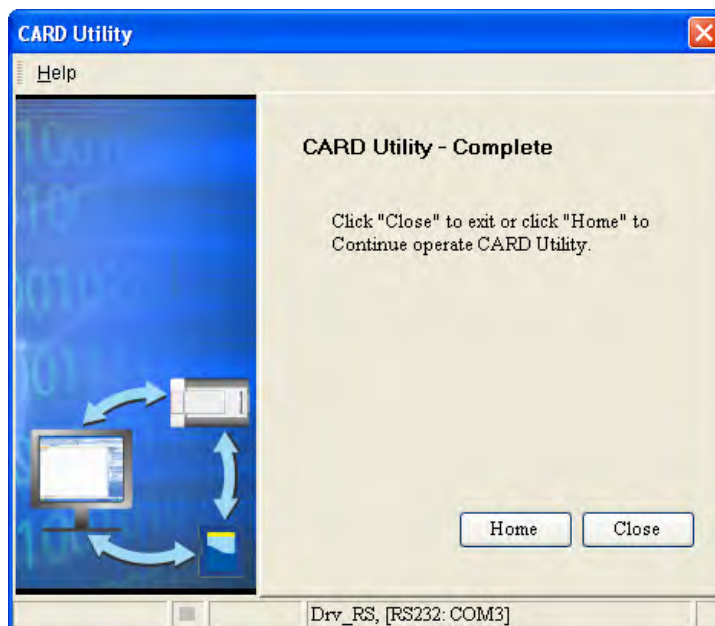 CARD Utility
Help
CARD Utility - Complete
Click "Close" to exit or click "Home" to
Continue operate CARD Utility.
Home
Close
Drv_RS, [RS232: COM3]